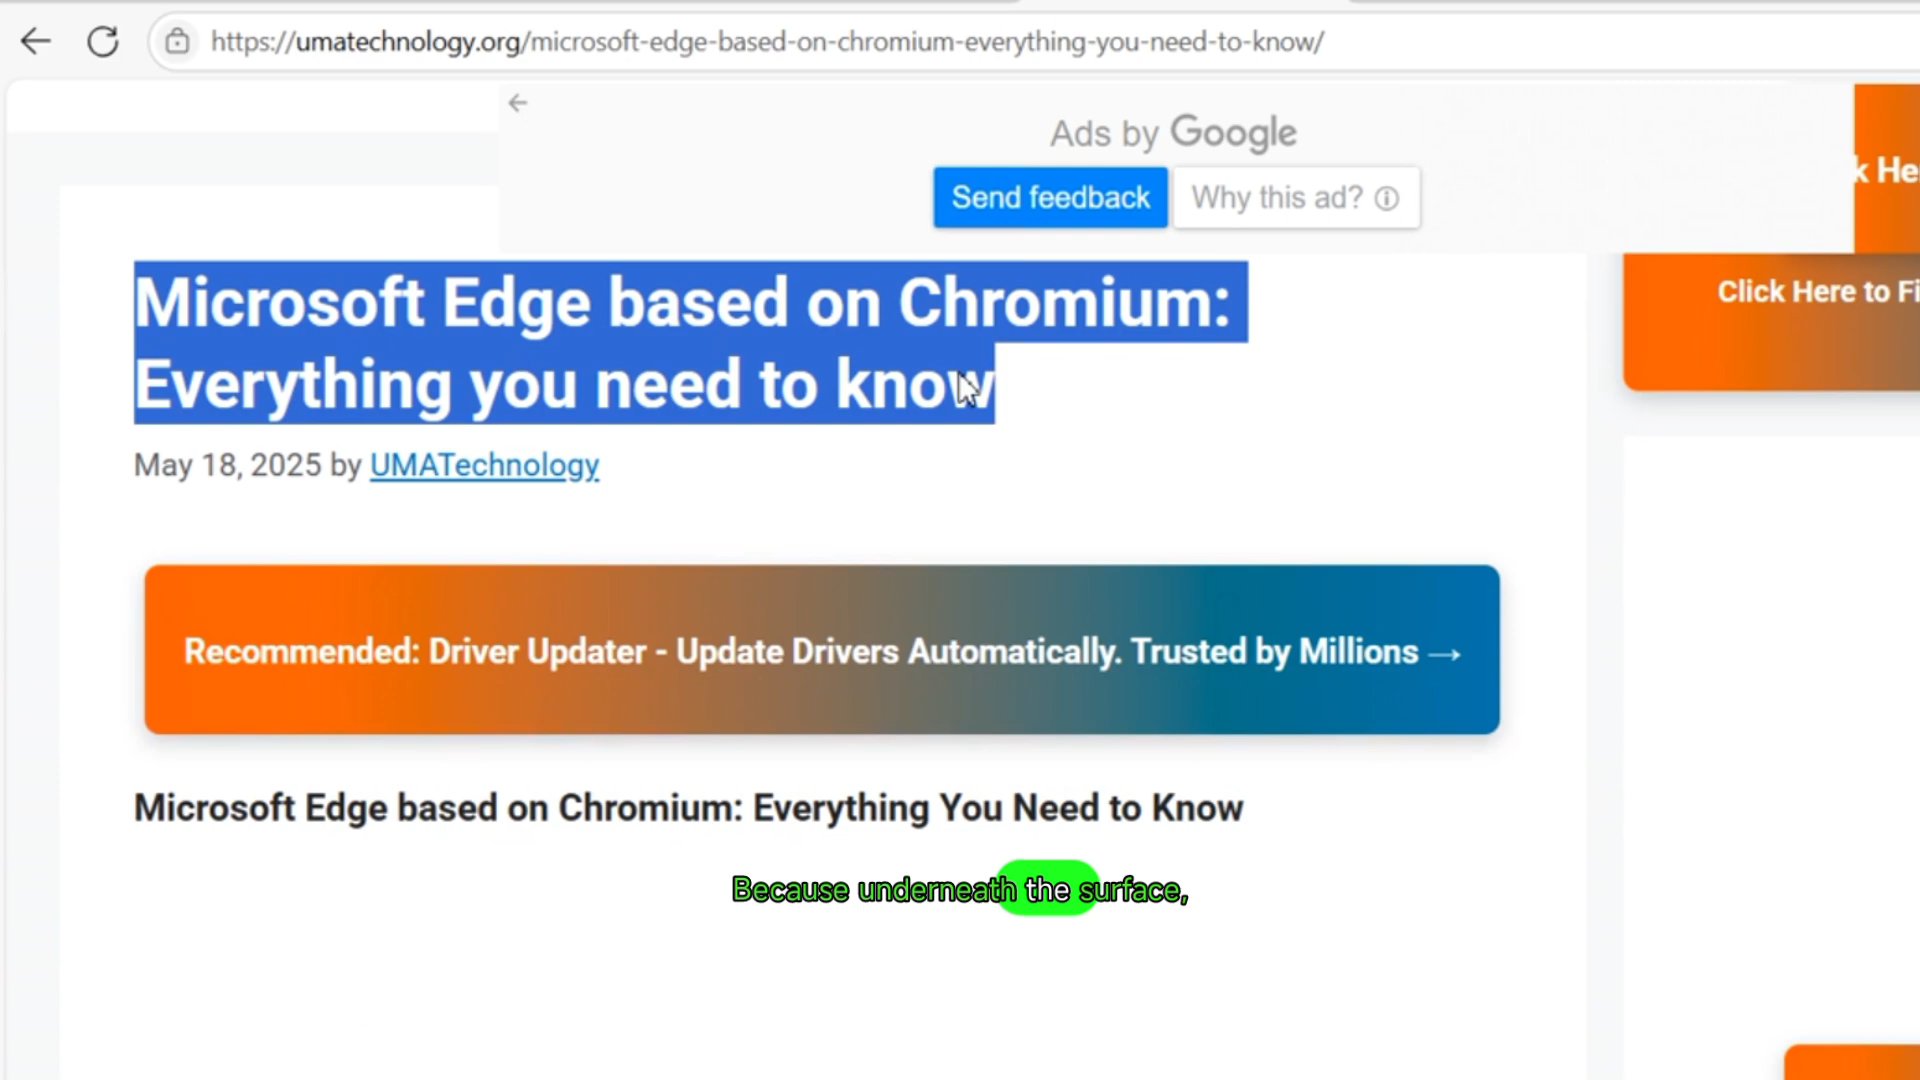 https://umatechnology.org/microsoft-edge-based-on-chromium-everything-you-need-to-know/
Ads by Google
Send feedback
Why this ad?
k He
Click Here to Fi
Microsoft Edge based on Chromium:
Everything you need to know
May 18, 2025 by UMATechnology
Recommended: Driver Updater - Update Drivers Automatically. Trusted by Millions →
Microsoft Edge based on Chromium: Everything You Need to Know
Because underneath the surface,